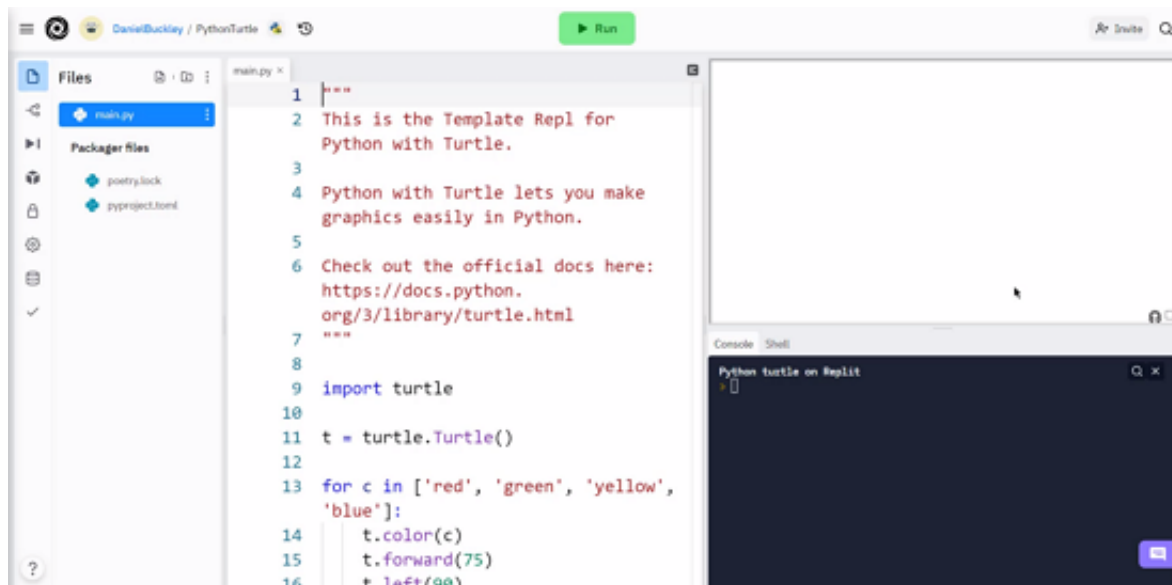 DanielBuckley / PythonTurtle
Run
Invite
Files
main.py
Packager files
poetry.lock
pyproject.toml
main.py ×
1 """
2 This is the Template Repl for
Python with Turtle.
3
4 Python with Turtle lets you make
graphics easily in Python.
5
6 Check out the official docs here:
https://docs.python.
org/3/library/turtle.html
7 """
8
9 import turtle
10
11 t = turtle.Turtle()
12
13 for c in ['red', 'green', 'yellow',
'blue']:
14 t.color(c)
15 t.forward(75)
16 t.left(90)
Console Shell
Python turtle on Replit
>
?